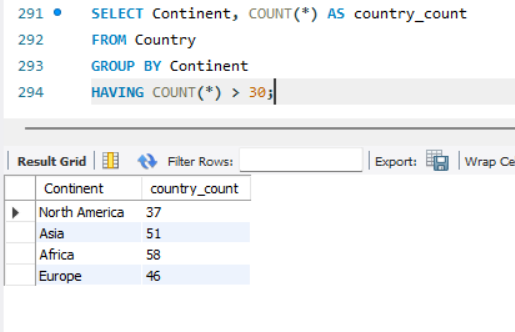 291 SELECT Continent, COUNT(*) AS country_count
292 FROM Country
293 GROUP BY Continent
294 HAVING COUNT(*) > 30;
Result Grid Filter Rows: Export: Wrap Ce
Continent country_count
North America 37
Asia 51
Africa 58
Europe 46